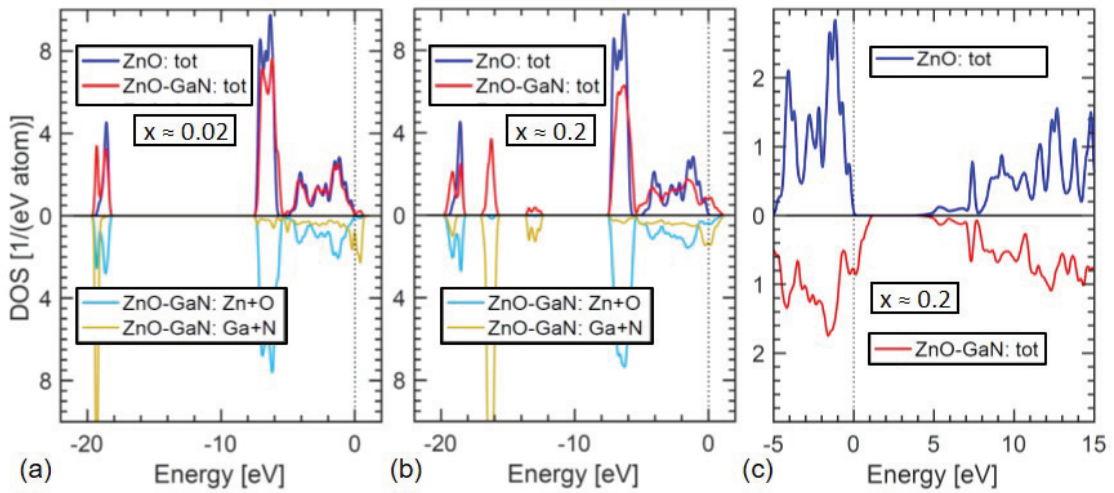 8
4
0
4
8
DOS [1/(eV atom)]
ZnO: tot
ZnO-GaN: tot
x ≈ 0.02
ZnO-GaN: Zn+O
ZnO-GaN: Ga+N
-20
-10
0
(a)
Energy [eV]
8
4
0
4
8
ZnO: tot
ZnO-GaN: tot
x ≈ 0.2
ZnO-GaN: Zn+O
ZnO-GaN: Ga+N
-20
-10
0
(b)
Energy [eV]
2
1
0
1
2
ZnO: tot
x ≈ 0.2
ZnO-GaN: tot
-5
0
5
10
15
(c)
Energy [eV]